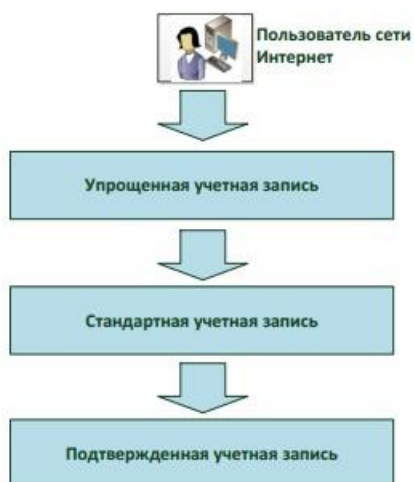 Пользователь сети
Интернет
Упрощенная учетная запись
Стандартная учетная запись
Подтвержденная учетная запись